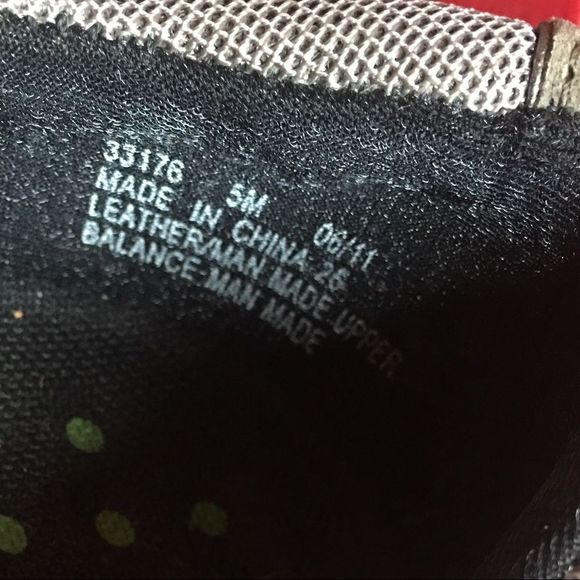 33176 5M 06/11
MADE IN CHINA-26
LEATHER/MAN MADE UPPER
BALANCE MAN MADE